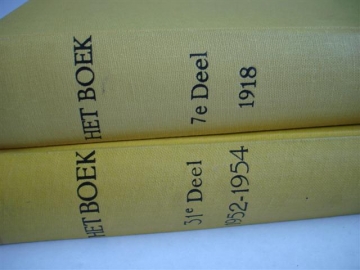 HET BOEK
7e Deel
1918
HET BOEK
31e Deel
1952-1954